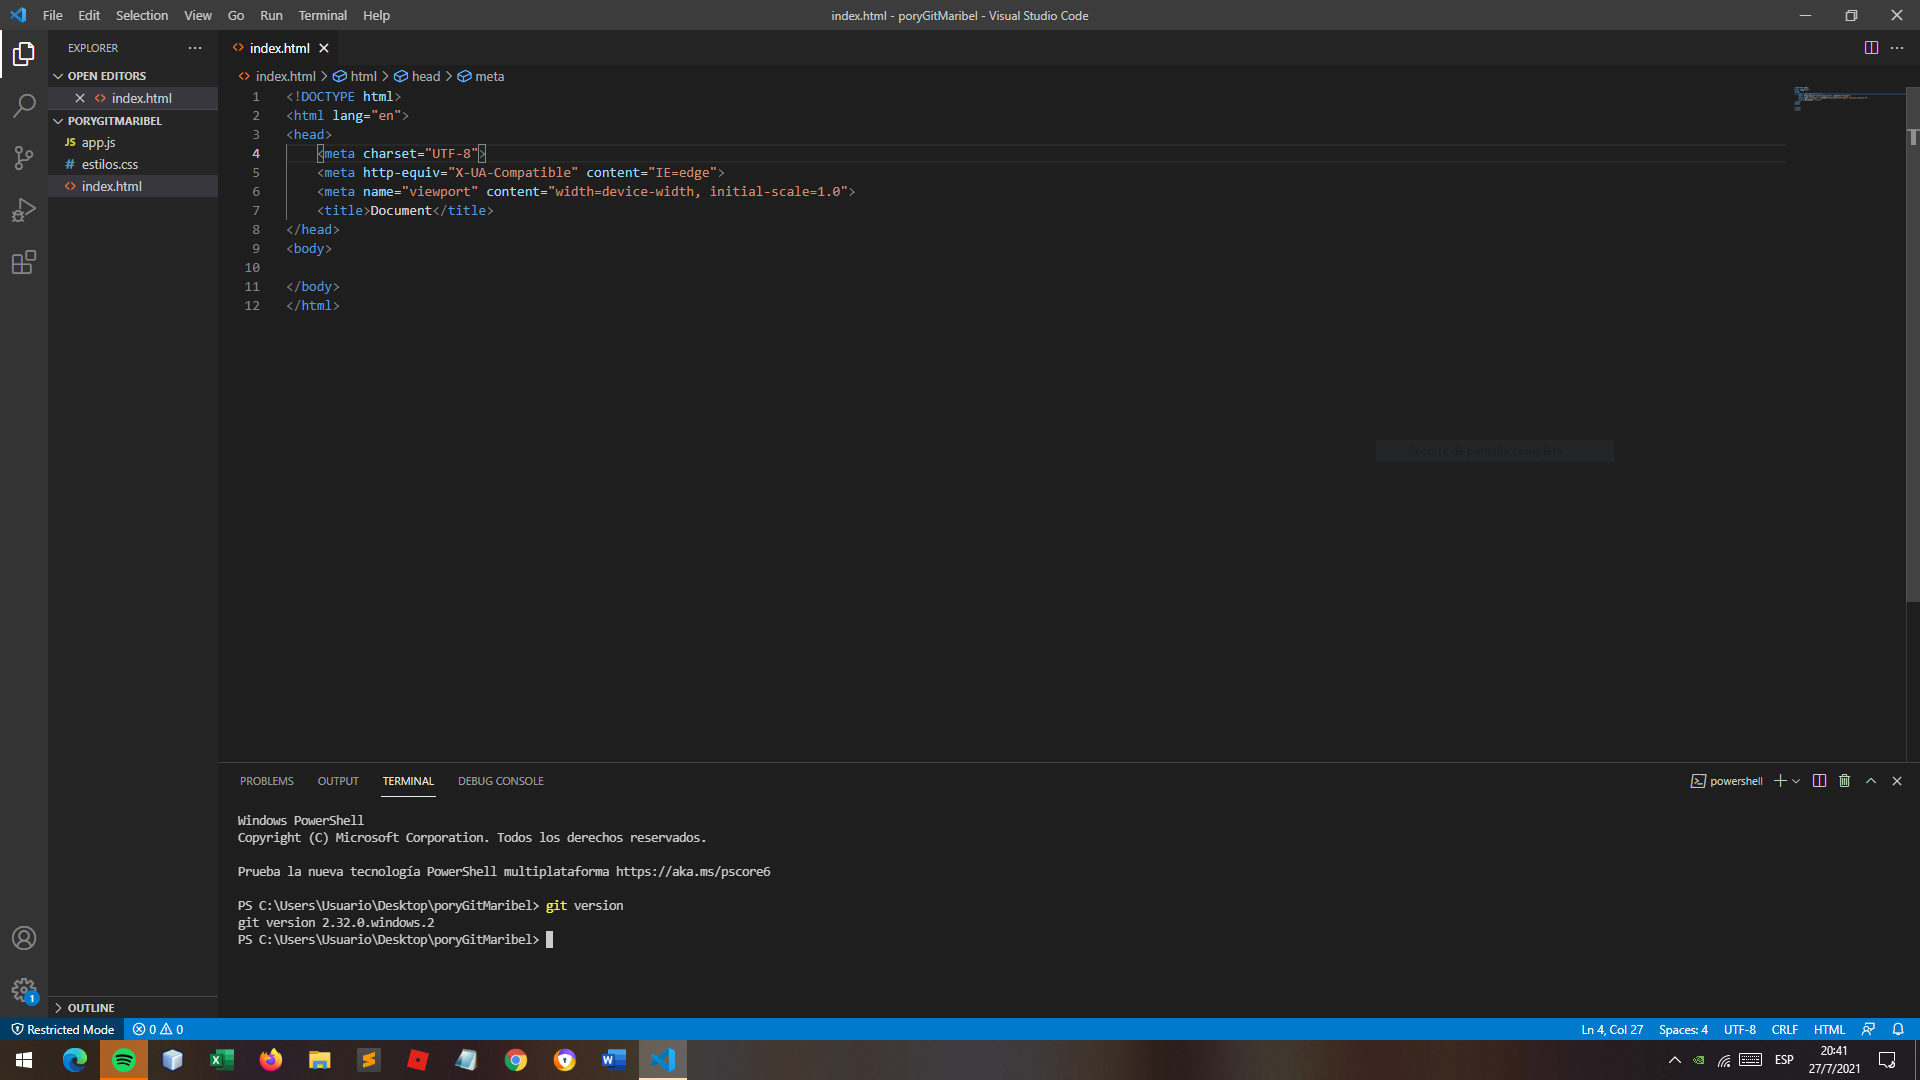 File Edit Selection View Go Run Terminal Help
index.html - poryGitMaribel - Visual Studio Code
EXPLORER
OPEN EDITORS
index.html
PORYGITMARIBEL
JS app.js
# estilos.css
index.html
OUTLINE
index.html
index.html > html > head > meta
1 <!DOCTYPE html>
2 <html lang="en">
3 <head>
4 <meta charset="UTF-8">
5 <meta http-equiv="X-UA-Compatible" content="IE=edge">
6 <meta name="viewport" content="width=device-width, initial-scale=1.0">
7 <title>Document</title>
8 </head>
9 <body>
10
11 </body>
12 </html>
Recorte de pantalla completa
PROBLEMS OUTPUT TERMINAL DEBUG CONSOLE
powershell
Windows PowerShell
Copyright (C) Microsoft Corporation. Todos los derechos reservados.
Prueba la nueva tecnología PowerShell multiplataforma https://aka.ms/pscore6
PS C:\Users\Usuario\Desktop\poryGitMaribel> git version
git version 2.32.0.windows.2
PS C:\Users\Usuario\Desktop\poryGitMaribel>
1
Restricted Mode 0 0
Ln 4, Col 27 Spaces: 4 UTF-8 CRLF HTML
ESP
20:41
27/7/2021